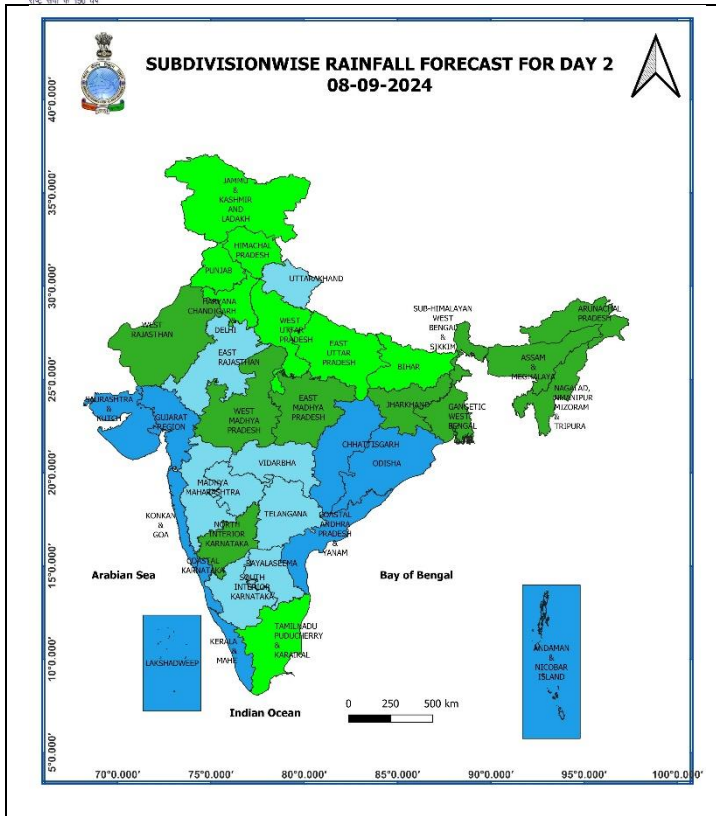 राष्ट्र सेवा के 150 वर्ष
SUBDIVISIONWISE RAINFALL FORECAST FOR DAY 2
08-09-2024
40°0.000'
35°0.000'
30°0.000'
25°0.000'
20°0.000'
15°0.000'
10°0.000'
5°0.000'
JAMMU
&
KASHMIR
AND
LADAKH
HIMACHAL
PRADESH
PUNJAB
UTTARAKHAND
HARYANA
CHANDIGARH
&
DELHI
WEST
RAJASTHAN
EAST
RAJASTHAN
WEST
UTTAR
PRADESH
EAST
UTTAR
PRADESH
BIHAR
SUB-HIMALAYAN
WEST
BENGAL
&
SIKKIM
ARUNACHAL
PRADESH
ASSAM
&
MEGHALAYA
MIZORAM
&
TRIPURA
SAURASHTRA
&
KUTCH
GUJARAT
REGION
WEST
MADHYA
PRADESH
EAST
MADHYA
PRADESH
JHARKHAND
GANGETIC
WEST
BENGAL
CHHATTISGARH
ODISHA
VIDARBHA
MADHYA
MAHARASHTRA
TELANGANA
KONKAN
&
GOA
NORTH
INTERIOR
KARNATAKA
COASTAL
ANDHRA
PRADESH
&
YANAM
COASTAL
KARNATAKA
RAYALASEEMA
SOUTH
INTERIOR
KARNATAKA
Arabian Sea
Bay of Bengal
TAMILNADU
PUDUCHERRY
&
KARAIKAL
KERALA
&
MAHE
LAKSHADWEEP
ANDAMAN
&
NICOBAR
ISLAND
Indian Ocean
0 250 500 km
70°0.000' 75°0.000' 80°0.000' 85°0.000' 90°0.000' 95°0.000' 100°0.000'